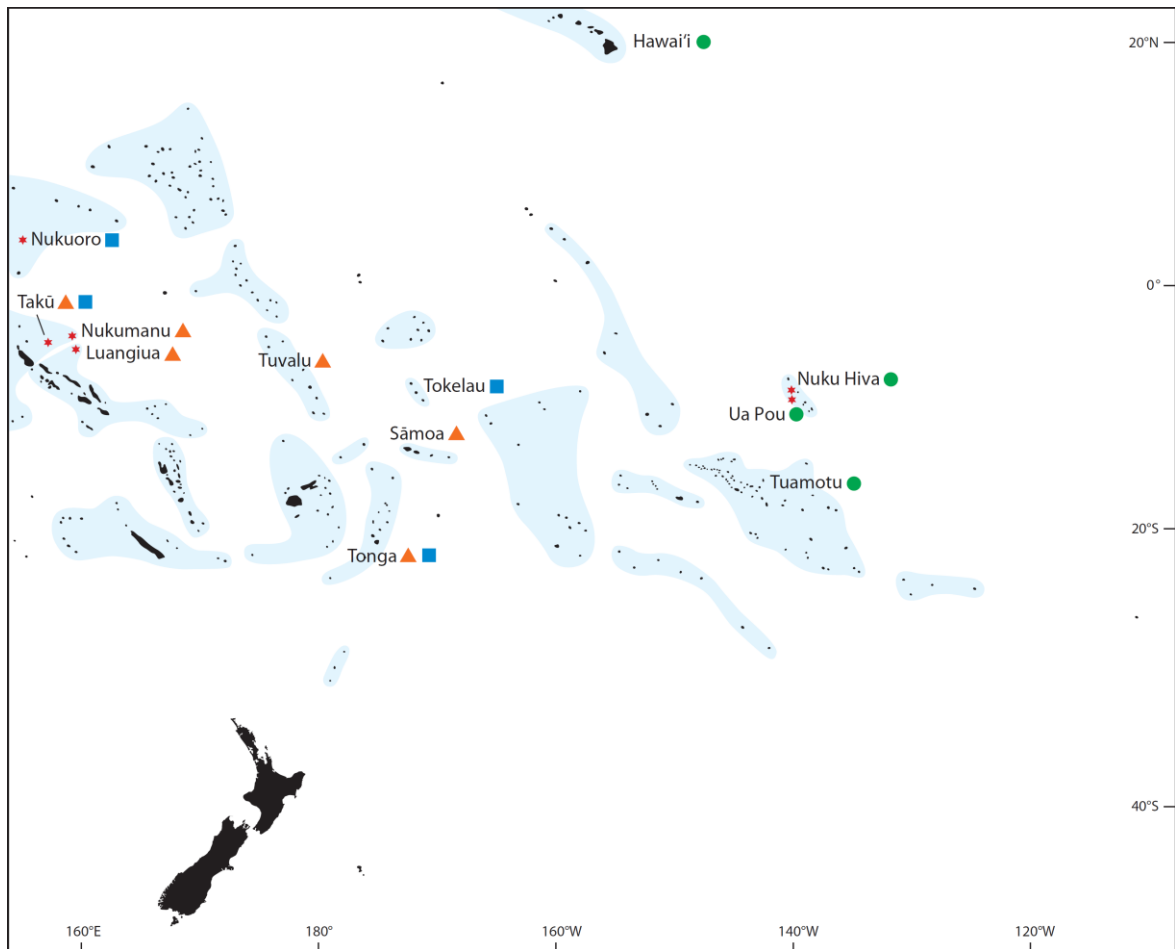 Hawaiʻi
20°N
Nukuoro
0°
Takū
Nukumanu
Luangiua
Tuvalu
Tokelau
Nuku Hiva
Ua Pou
Sāmoa
Tuamotu
20°S
Tonga
40°S
160°E
180°
160°W
140°W
120°W